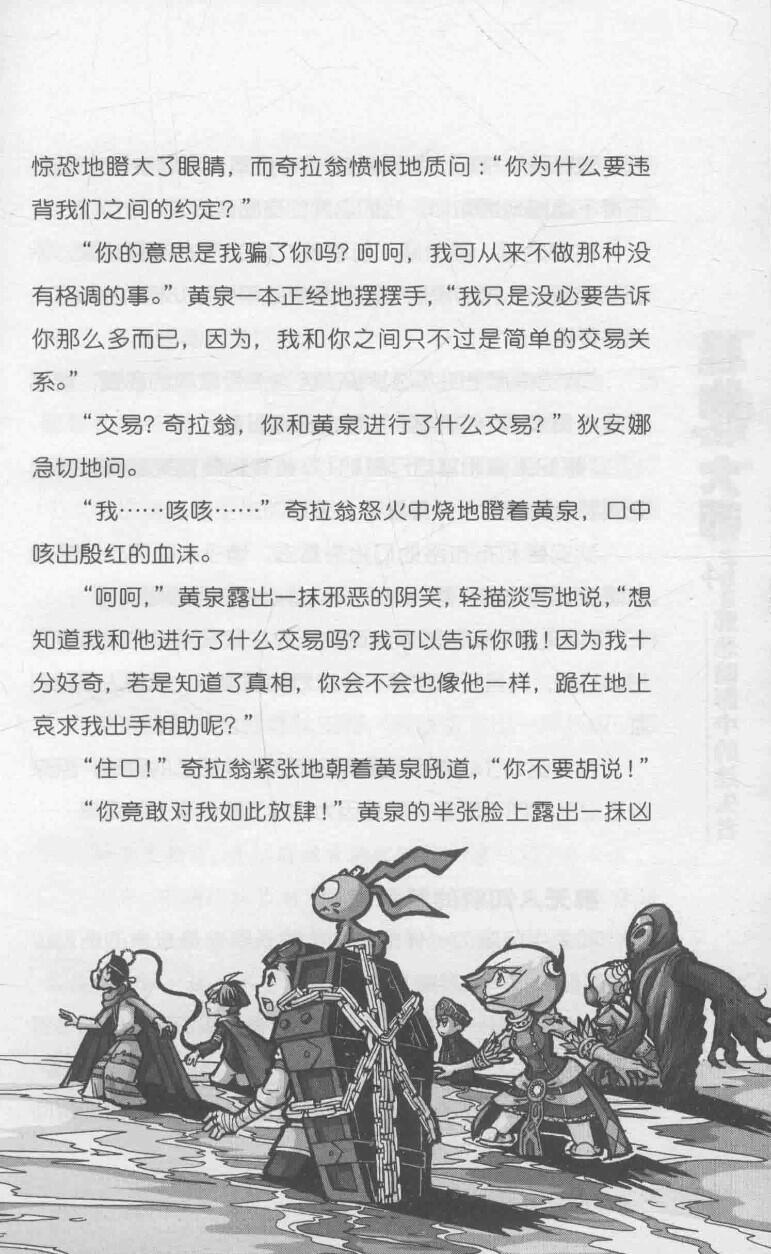 惊恐地瞪大了眼睛，而奇拉翁愤恨地质问：“你为什么要违
背我们之间的约定？”
“你的意思是我骗了你吗？呵呵，我可从来不做那种没
有格调的事。”黄泉一本正经地摆摆手，“我只是没必要告诉
你那么多而已，因为，我和你之间只不过是简单的交易关
系。”
“交易？奇拉翁，你和黄泉进行了什么交易？”狄安娜
急切地问。
“我……咳咳……”奇拉翁怒火中烧地瞪着黄泉，口中
咳出殷红的血沫。
“呵呵，”黄泉露出一抹邪恶的阴笑，轻描淡写地说，“想
知道我和他进行了什么交易吗？我可以告诉你哦！因为我十
分好奇，若是知道了真相，你会不会也像他一样，跪在地上
哀求我出手相助呢？”
“住口！”奇拉翁紧张地朝着黄泉吼道，“你不要胡说！”
“你竟敢对我如此放肆！”黄泉的半张脸上露出一抹凶